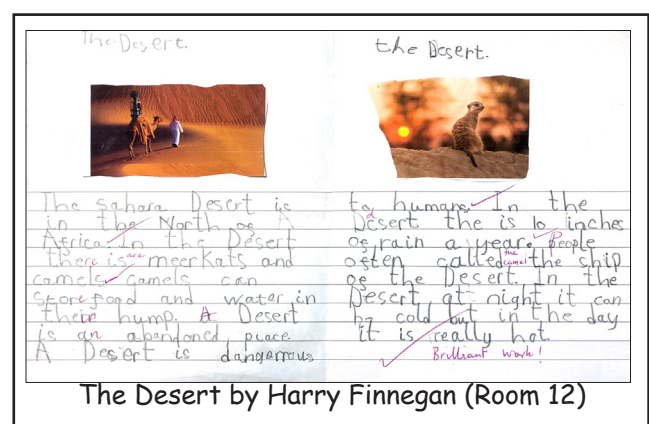 The Desert.
The sahara Desert is
in the North of A
Africa. In the Desert
there is are meerkats and
camels. camels can
store food and water in
their hump. A Desert
is an abandoned place.
A Desert is dangarrous
the Desert.
to humans. In the
Desert the is 10 inches
of rain a year. People
often called the camel the ship
of the Desert. In the
Desert at night it can
be cold but in the day
it is really hot.
Brilliant work!
The Desert by Harry Finnegan (Room 12)